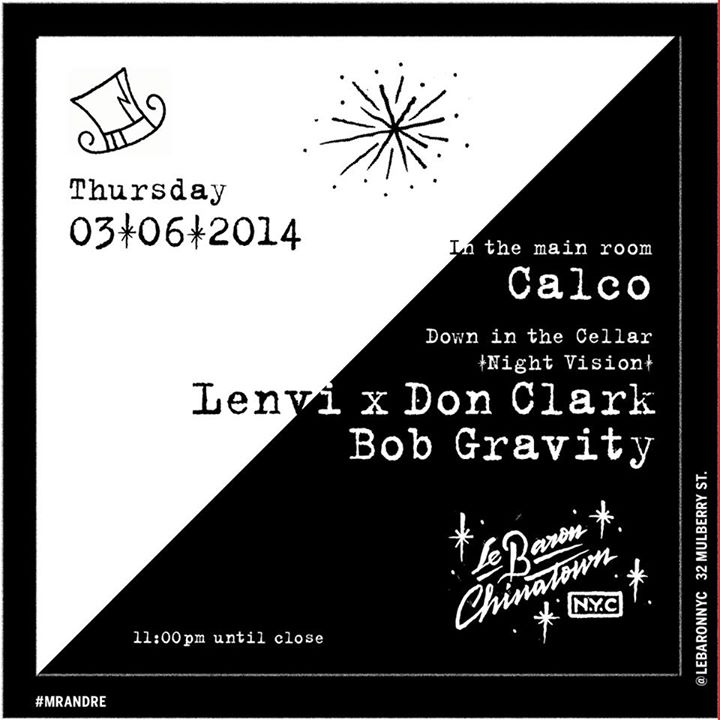 Thursday
03*06*2014
In the main room
Calco
Down in the Cellar
*Night Vision*
Lenvi x Don Clark
Bob Gravity
Le Baron
Chinatown
N.Y.C
11:00pm until close
#MRANDRE
@LEBARONNYC 32 MULBERRY ST.